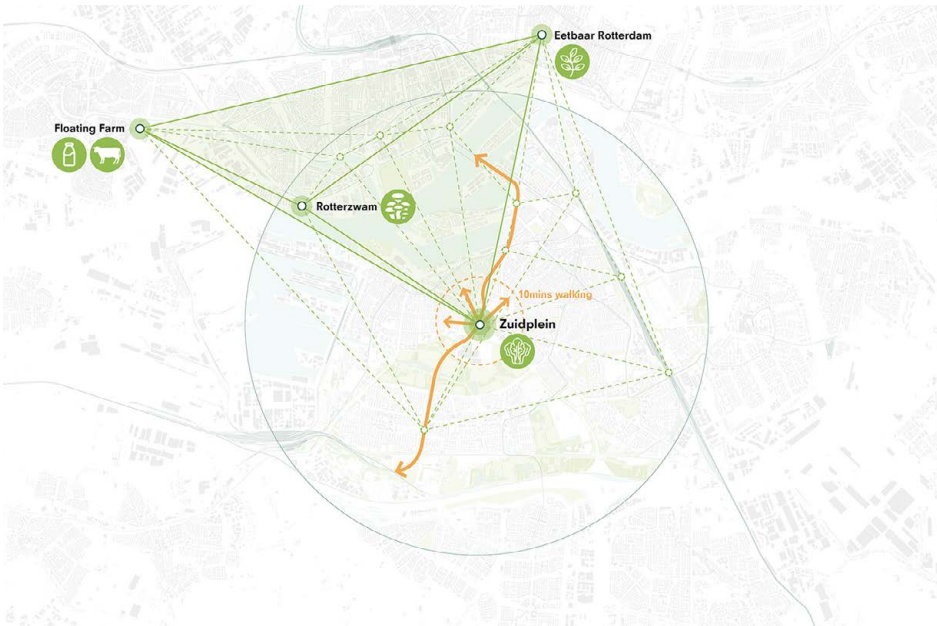 Eetbaar Rotterdam
Floating Farm
Rotterzwam
10mins walking
Zuidplein